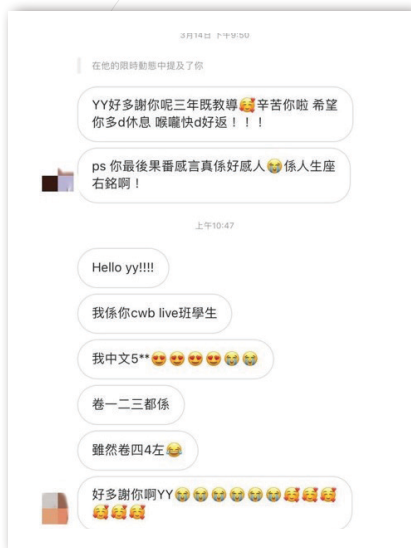 3月14日 下午9:50
在他的限時動態中提及了你
YY好多謝你呢三年既教導🥰辛苦你啦 希望
你多d休息 喉嚨快d好返！！！
ps 你最後果番感言真係好感人😭係人生座
右銘啊！
上午10:47
Hello yy!!!!
我係你cwb live班學生
我中文5**😍😍😍😍😭😭
卷一二三都係
雖然卷四4左😂
好多謝你啊YY😭😭😭😭😭😭🥰🥰🥰
🥰🥰🥰